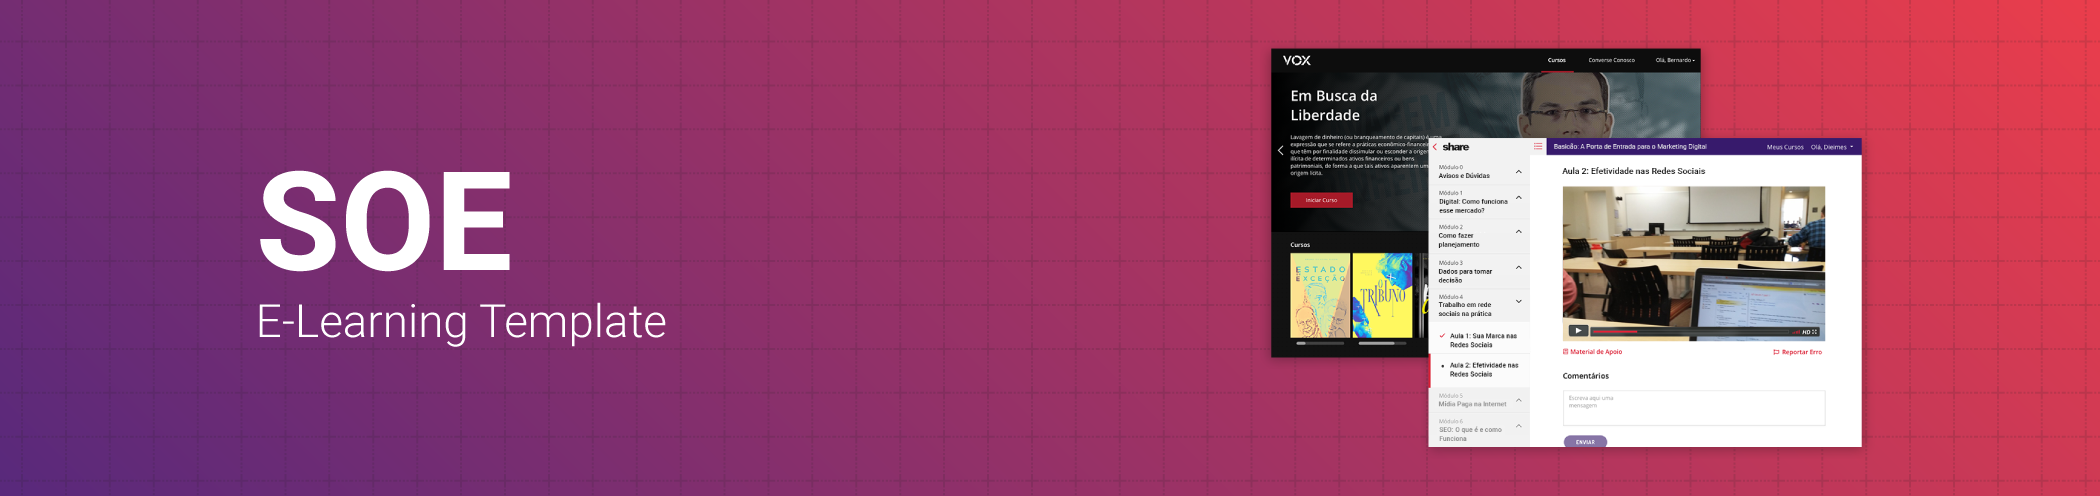 SOE
E-Learning Template
VOX
Cursos
Converse Conosco
Olá, Bernardo
Em Busca da
Liberdade
Lavagem de dinheiro (ou branqueamento de capitais) é uma
expressão que se refere a práticas econômico-finance
que têm por finalidade dissimular ou esconder a orige
ilícita de determinados ativos financeiros ou bens
patrimoniais, de forma a que tais ativos aparentem um
origem lícita.
Iniciar Curso
Cursos
ESTADO
EXCEÇÃO
O
TRIBUNO
share
Módulo 0
Avisos e Dúvidas
Módulo 1
Digital: Como funciona
esse mercado?
Módulo 2
Como fazer
planejamento
Módulo 3
Dados para tomar
decisão
Módulo 4
Trabalho em rede
sociais na prática
Aula 1: Sua Marca nas
Redes Sociais
Aula 2: Efetividade nas
Redes Sociais
Módulo 5
Mídia Paga na Internet
Módulo 6
SEO: O que é e como
Funciona
Basicão: A Porta de Entrada para o Marketing Digital
Meus Cursos
Olá, Dieimes
Aula 2: Efetividade nas Redes Sociais
HD
Material de Apoio
Reportar Erro
Comentários
Escreva aqui uma
mensagem
ENVIAR